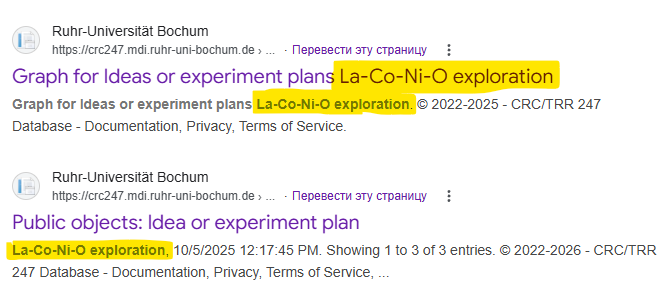 Ruhr-Universität Bochum
https://crc247.mdi.ruhr-uni-bochum.de › ... · Перевести эту страницу
Graph for Ideas or experiment plans La-Co-Ni-O exploration
Graph for Ideas or experiment plans La-Co-Ni-O exploration. © 2022-2025 - CRC/TRR 247
Database - Documentation, Privacy, Terms of Service.
Ruhr-Universität Bochum
https://crc247.mdi.ruhr-uni-bochum.de › ... · Перевести эту страницу
Public objects: Idea or experiment plan
La-Co-Ni-O exploration, 10/5/2025 12:17:45 PM. Showing 1 to 3 of 3 entries. © 2022-2026 - CRC/TRR
247 Database - Documentation, Privacy, Terms of Service, ...